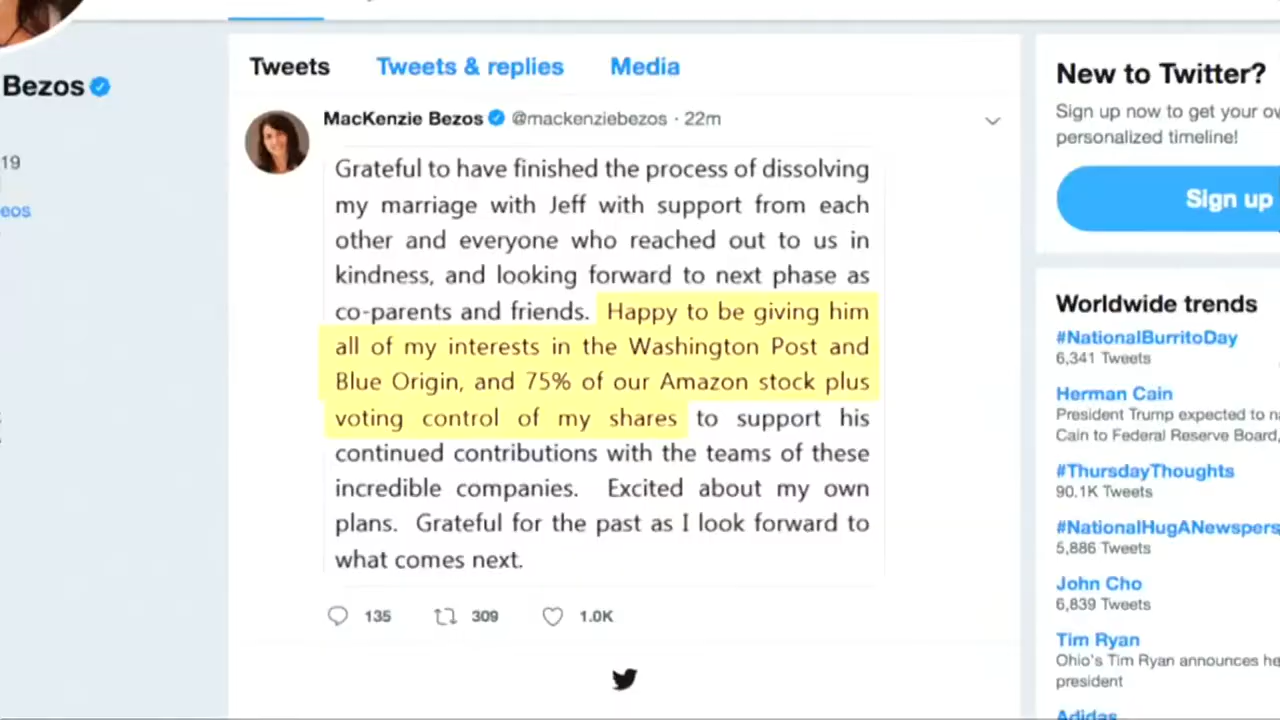 Bezos
19
eos
Tweets Tweets & replies Media
MacKenzie Bezos @mackenziebezos · 22m
Grateful to have finished the process of dissolving
my marriage with Jeff with support from each
other and everyone who reached out to us in
kindness, and looking forward to next phase as
co-parents and friends. Happy to be giving him
all of my interests in the Washington Post and
Blue Origin, and 75% of our Amazon stock plus
voting control of my shares to support his
continued contributions with the teams of these
incredible companies. Excited about my own
plans. Grateful for the past as I look forward to
what comes next.
135 309 1.0K
New to Twitter?
Sign up now to get your ow
personalized timeline!
Sign up
Worldwide trends
#NationalBurritoDay
6,341 Tweets
Herman Cain
President Trump expected to n
Cain to Federal Reserve Board,
#ThursdayThoughts
90.1K Tweets
#NationalHugANewspers
5,886 Tweets
John Cho
6,839 Tweets
Tim Ryan
Ohio's Tim Ryan announces he
president
Adidas